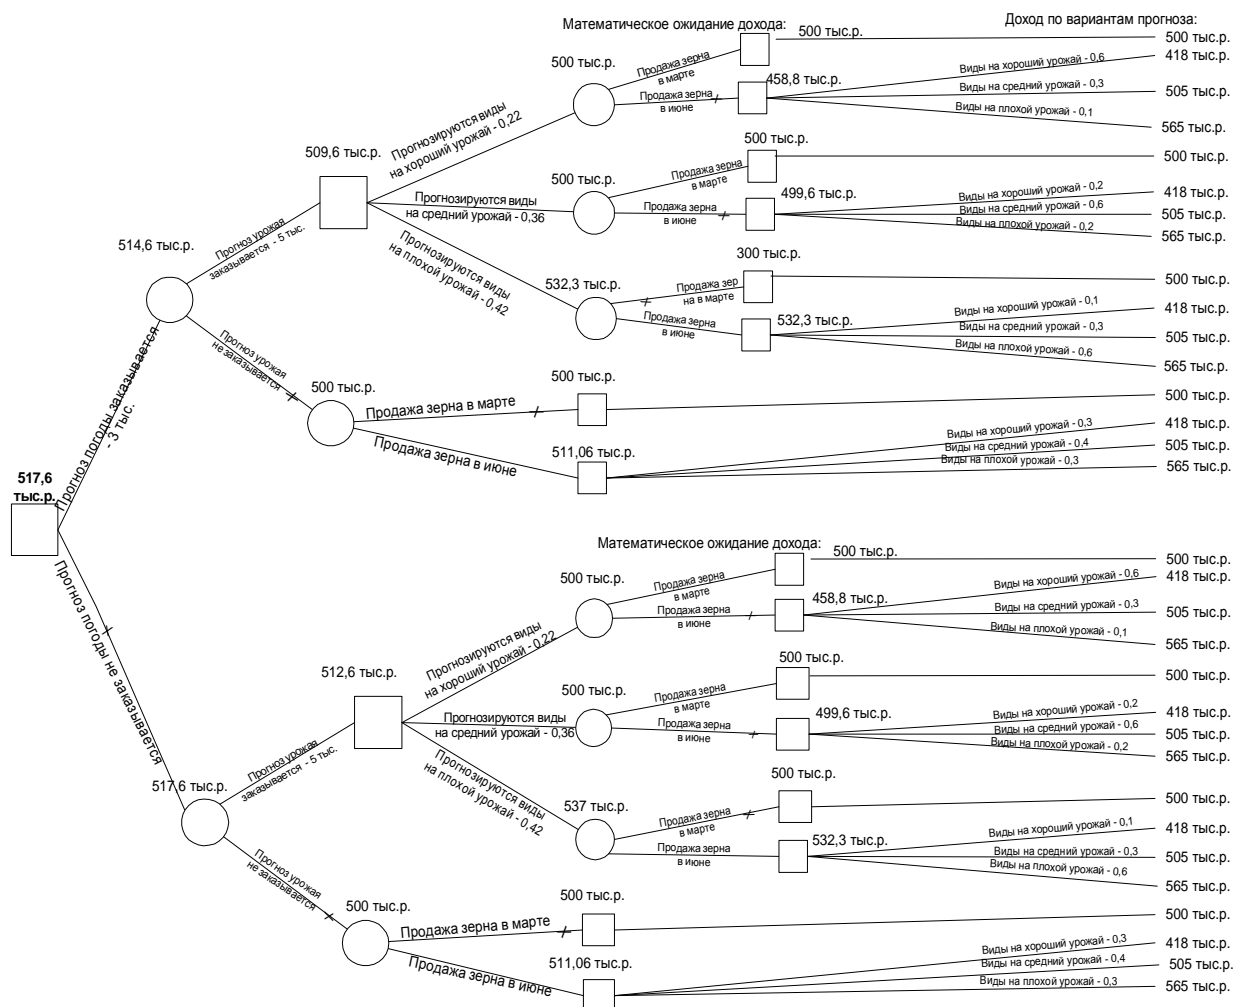 Математическое ожидание дохода:
Доход по вариантам прогноза:
500 тыс.р.
500 тыс.р.
500 тыс.р.
Продажа зерна
в марте
Виды на хороший урожай - 0,6
418 тыс.р.
458,8 тыс.р.
Продажа зерна
в июне
Виды на средний урожай - 0,3
505 тыс.р.
Виды на плохой урожай - 0,1
565 тыс.р.
Прогнозируются виды
на хороший урожай - 0,22
509,6 тыс.р.
500 тыс.р.
500 тыс.р.
500 тыс.р.
Продажа зерна
в марте
Прогнозируются виды
на средний урожай - 0,36
499,6 тыс.р.
Продажа зерна
в июне
Виды на хороший урожай - 0,2
418 тыс.р.
Виды на средний урожай - 0,6
505 тыс.р.
Виды на плохой урожай - 0,2
565 тыс.р.
514,6 тыс.р.
Прогноз урожая
заказывается - 5 тыс.
Прогнозируются виды
на плохой урожай - 0,42
300 тыс.р.
500 тыс.р.
532,3 тыс.р.
Продажа зер
на в марте
Виды на хороший урожай - 0,1
418 тыс.р.
Продажа зерна
в июне
532,3 тыс.р.
Виды на средний урожай - 0,3
505 тыс.р.
Виды на плохой урожай - 0,6
565 тыс.р.
Прогноз урожая
не заказывается
500 тыс.р.
500 тыс.р.
Продажа зерна в марте
500 тыс.р.
Продажа зерна в июне
511,06 тыс.р.
Виды на хороший урожай - 0,3
418 тыс.р.
Виды на средний урожай - 0,4
505 тыс.р.
Виды на плохой урожай - 0,3
565 тыс.р.
Прогноз погоды заказывается
- 3 тыс.
517,6
тыс.р.
Прогноз погоды не заказывается
Математическое ожидание дохода:
500 тыс.р.
500 тыс.р.
500 тыс.р.
Продажа зерна
в марте
Виды на хороший урожай - 0,6
418 тыс.р.
458,8 тыс.р.
Продажа зерна
в июне
Виды на средний урожай - 0,3
505 тыс.р.
Виды на плохой урожай - 0,1
565 тыс.р.
Прогнозируются виды
на хороший урожай - 0,22
512,6 тыс.р.
500 тыс.р.
500 тыс.р.
500 тыс.р.
Продажа зерна
в марте
Прогнозируются виды
на средний урожай - 0,36
499,6 тыс.р.
Продажа зерна
в июне
Виды на хороший урожай - 0,2
418 тыс.р.
Виды на средний урожай - 0,6
505 тыс.р.
Виды на плохой урожай - 0,2
565 тыс.р.
517,6 тыс.р.
Прогноз урожая
заказывается - 5 тыс.
Прогнозируются виды
на плохой урожай - 0,42
500 тыс.р.
500 тыс.р.
537 тыс.р.
Продажа зерна
в марте
Виды на хороший урожай - 0,1
418 тыс.р.
Продажа зерна
в июне
532,3 тыс.р.
Виды на средний урожай - 0,3
505 тыс.р.
Виды на плохой урожай - 0,6
565 тыс.р.
Прогноз урожая
не заказывается
500 тыс.р.
500 тыс.р.
Продажа зерна в марте
500 тыс.р.
Продажа зерна в июне
511,06 тыс.р.
Виды на хороший урожай - 0,3
418 тыс.р.
Виды на средний урожай - 0,4
505 тыс.р.
Виды на плохой урожай - 0,3
565 тыс.р.